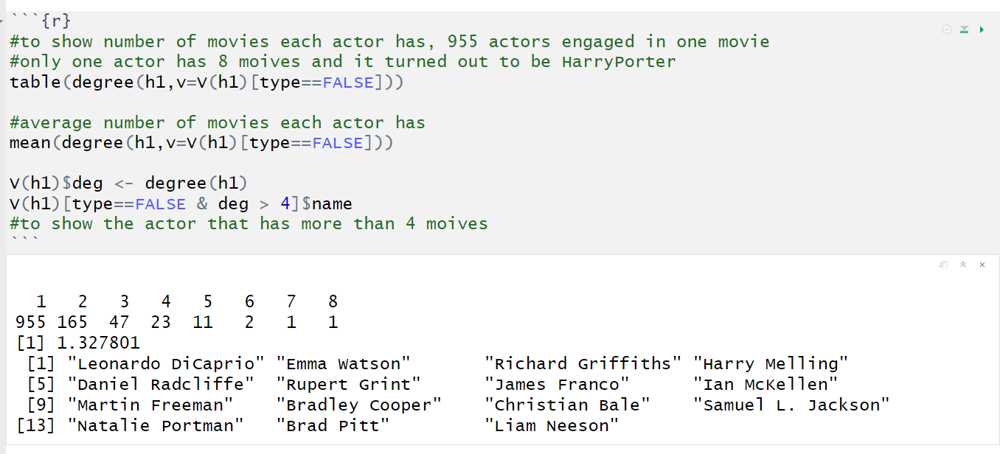 ```{r}
#to show number of movies each actor has, 955 actors engaged in one movie
#only one actor has 8 moives and it turned out to be HarryPorter
table(degree(h1,v=V(h1)[type==FALSE]))
#average number of movies each actor has
mean(degree(h1,v=V(h1)[type==FALSE]))
V(h1)$deg <- degree(h1)
V(h1)[type==FALSE & deg > 4]$name
#to show the actor that has more than 4 moives
```
1 2 3 4 5 6 7 8
955 165 47 23 11 2 1 1
[1] 1.327801
[1] "Leonardo DiCaprio" "Emma Watson" "Richard Griffiths" "Harry Melling"
[5] "Daniel Radcliffe" "Rupert Grint" "James Franco" "Ian McKellen"
[9] "Martin Freeman" "Bradley Cooper" "Christian Bale" "Samuel L. Jackson"
[13] "Natalie Portman" "Brad Pitt" "Liam Neeson"